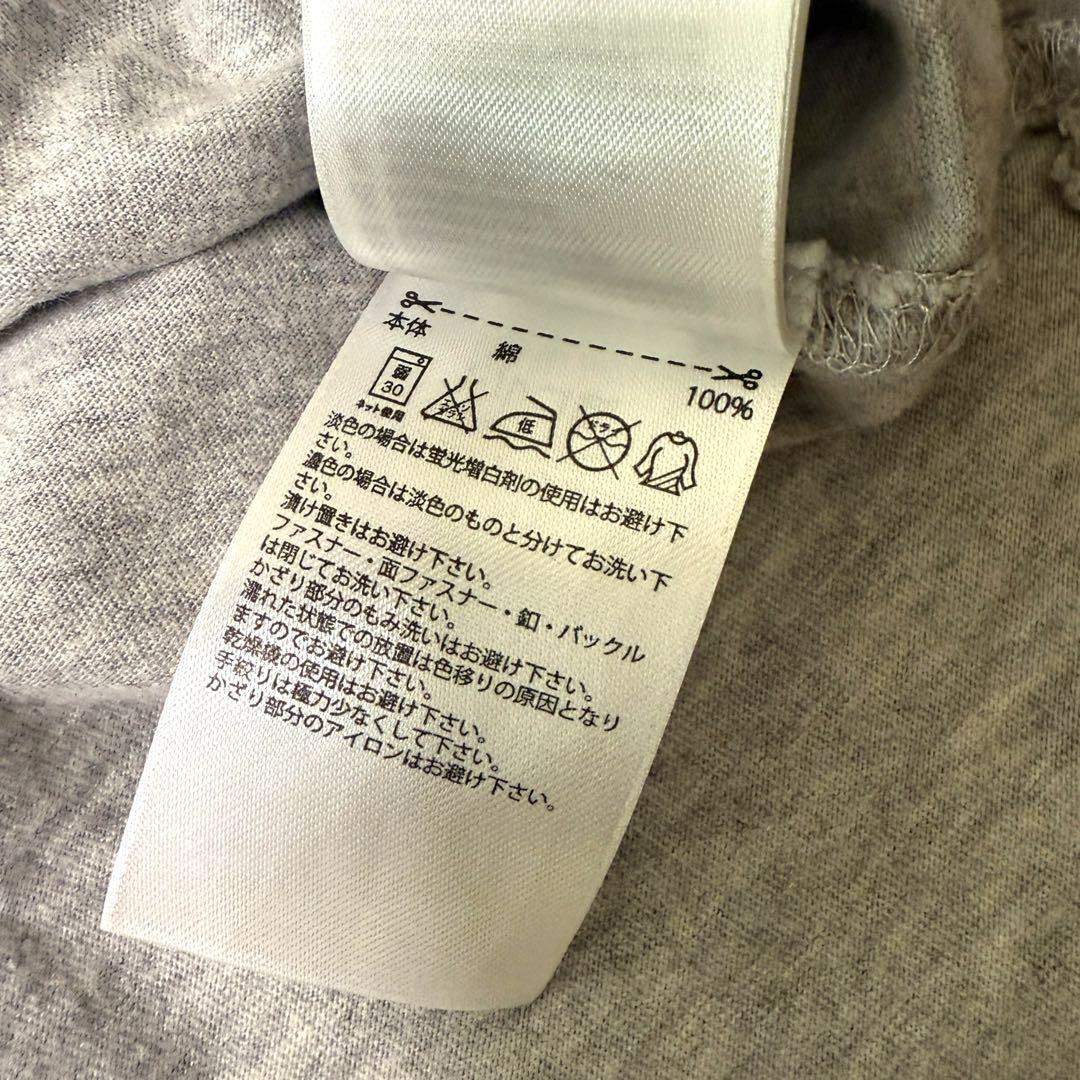 本体 綿 100%
弱 30
ネット使用
エンソ サラシ
低
ドライ
淡色の場合は蛍光増白剤の使用はお避け下
さい。
濃色の場合は淡色のものと分けてお洗い下
さい。
漬け置きはお避け下さい。
ファスナー・面ファスナー・釦・バックル
は閉じてお洗い下さい。
かざり部分のもみ洗いはお避け下さい。
濡れた状態での放置は色移りの原因となり
ますのでお避け下さい。
乾燥機の使用はお避け下さい。
手絞りは極力少なくして下さい。
かざり部分のアイロンはお避け下さい。